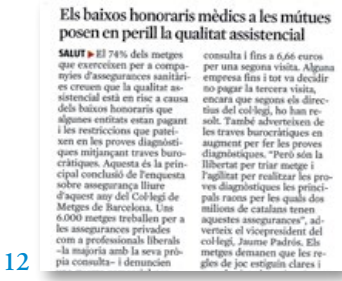 Els baixos honoraris mèdics a les mútues
posen en perill la qualitat assistencial
SALUT ▶ El 74% dels metges
que exerceixen per a compa-
nyies d'assegurances sanitàri-
es creuen que la qualitat as-
sistencial està en risc a causa
dels baixos honoraris que
algunes entitats estan pagant
i les restriccions que patei-
xen en les proves diagnòsti-
ques mitjançant traves buro-
cràtiques. Aquesta és la prin-
cipal conclusió de l'enquesta
sobre assegurança lliure
d'aquest any del Col·legi de
Metges de Barcelona. Uns
6.000 metges treballen per a
les assegurances privades
com a professionals liberals
–la majoria amb la seva prò-
pia consulta– i denuncien
consulta i fins a 6,66 euros
per una segona visita. Alguna
empresa fins i tot va decidir
no pagar la tercera visita,
encara que segons els direc-
tius del col·legi, ho han re-
solt. També adverteixen de
les traves burocràtiques en
augment per fer les proves
diagnòstiques. "Però són la
llibertat per triar metge i
l'agilitat per realitzar les pro-
ves diagnòstiques les princi-
pals raons per les quals dos
milions de catalans tenen
aquestes assegurances", ad-
verteix el vicepresident del
col·legi, Jaume Padrós. Els
metges demanen que les re-
gles de joc estiguin clares i
12